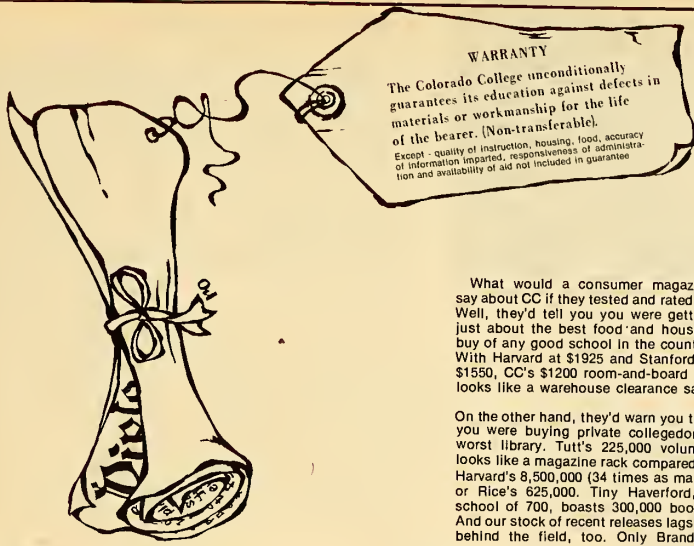 WARRANTY
The Colorado College unconditionally
guarantees its education against defects in
materials or workmanship for the life
of the bearer. (Non-transferable).
Except - quality of instruction, housing, food, accuracy
of information imparted, responsiveness of administra-
tion and availability of aid not included in guarantee
Diplo
What would a consumer magaz
say about CC if they tested and rated
Well, they'd tell you you were gett
just about the best food and hous
buy of any good school in the coun
With Harvard at $1925 and Stanford
$1550, CC's $1200 room-and-board
looks like a warehouse clearance sa
On the other hand, they'd warn you t
you were buying private collegedo
worst library. Tutt's 225,000 volun
looks like a magazine rack compared
Harvard's 8,500,000 (34 times as ma
or Rice's 625,000. Tiny Haverford,
school of 700, boasts 300,000 boo
And our stock of recent releases lags
behind the field, too. Only Brand